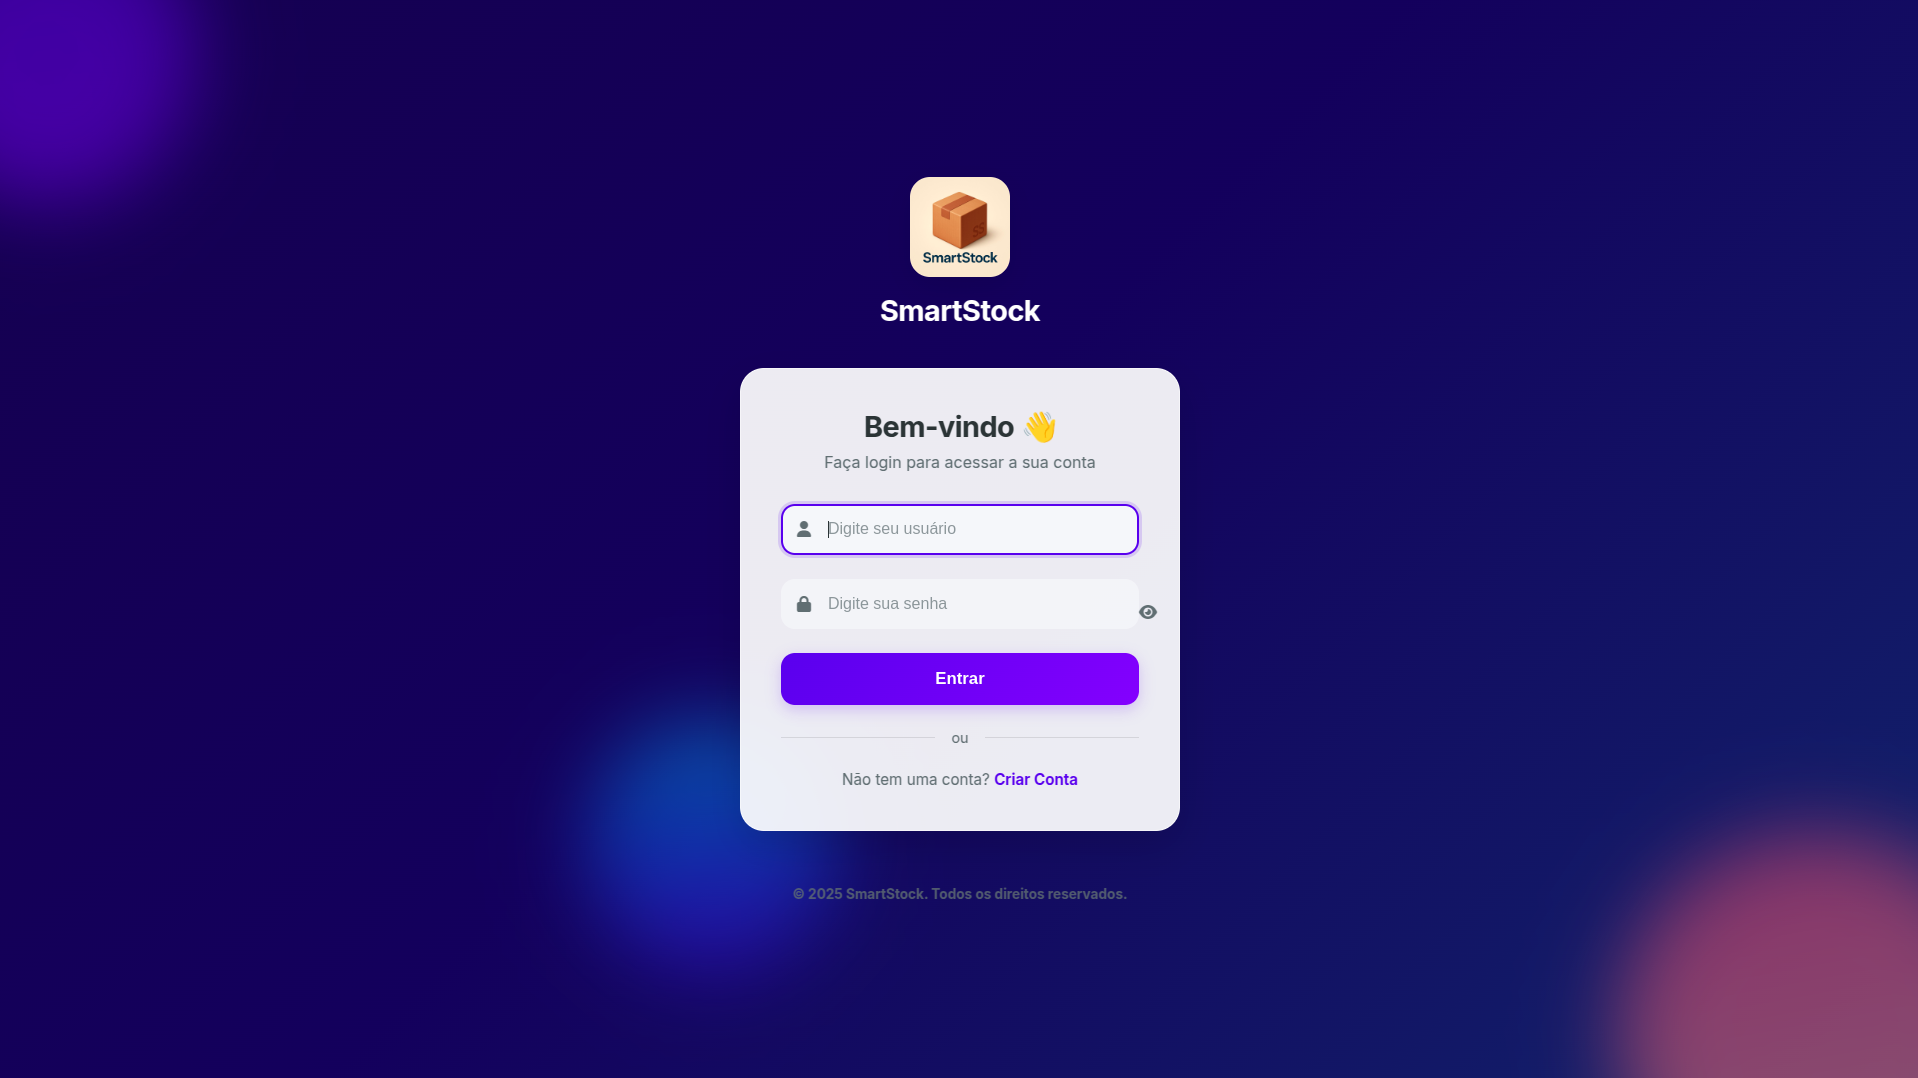 SS
SmartStock
SmartStock
Bem-vindo 👋
Faça login para acessar a sua conta
Digite seu usuário
Digite sua senha
Entrar
ou
Não tem uma conta? Criar Conta
© 2025 SmartStock. Todos os direitos reservados.